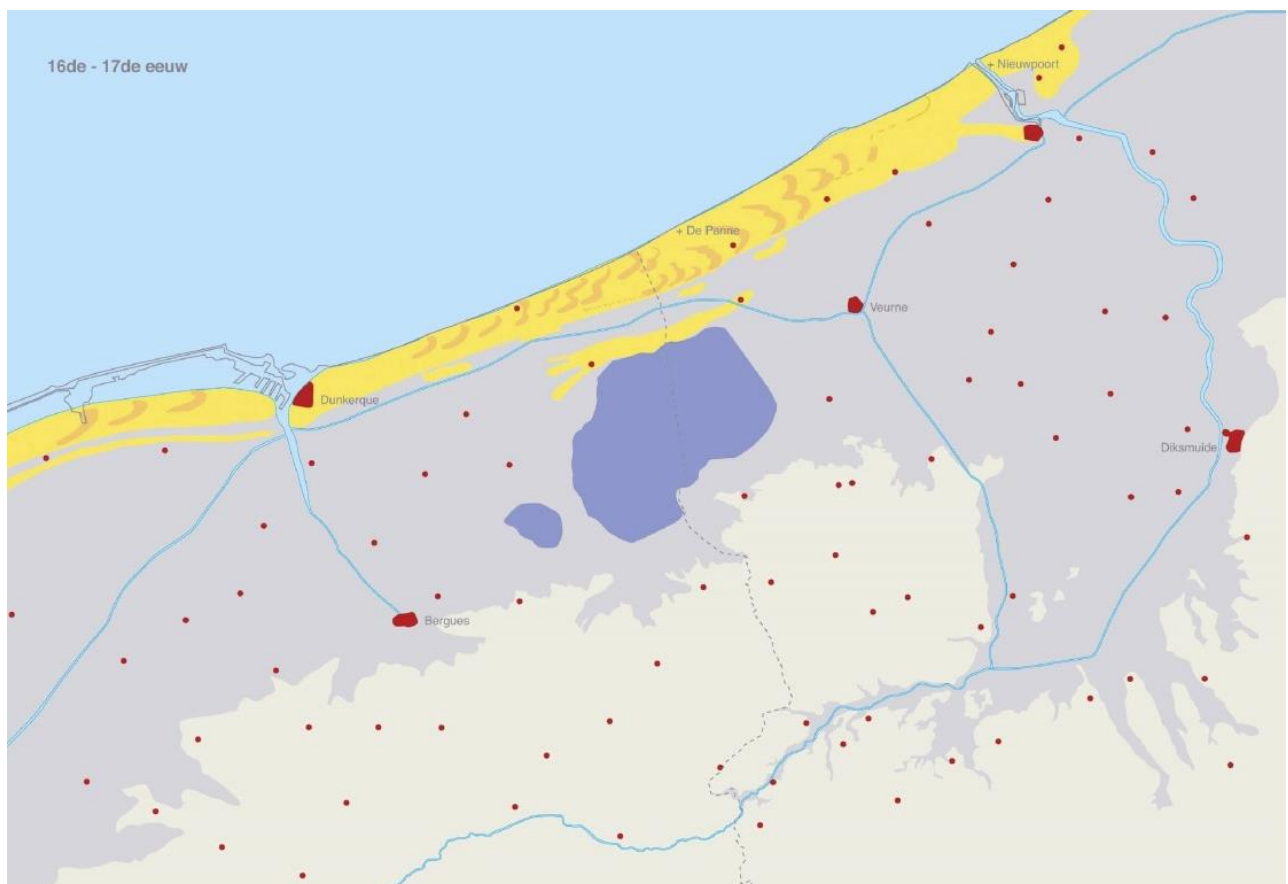 16de - 17de eeuw
+ Nieuwpoort
+ De Panne
Veurne
Dunkerque
Diksmuide
Bergues